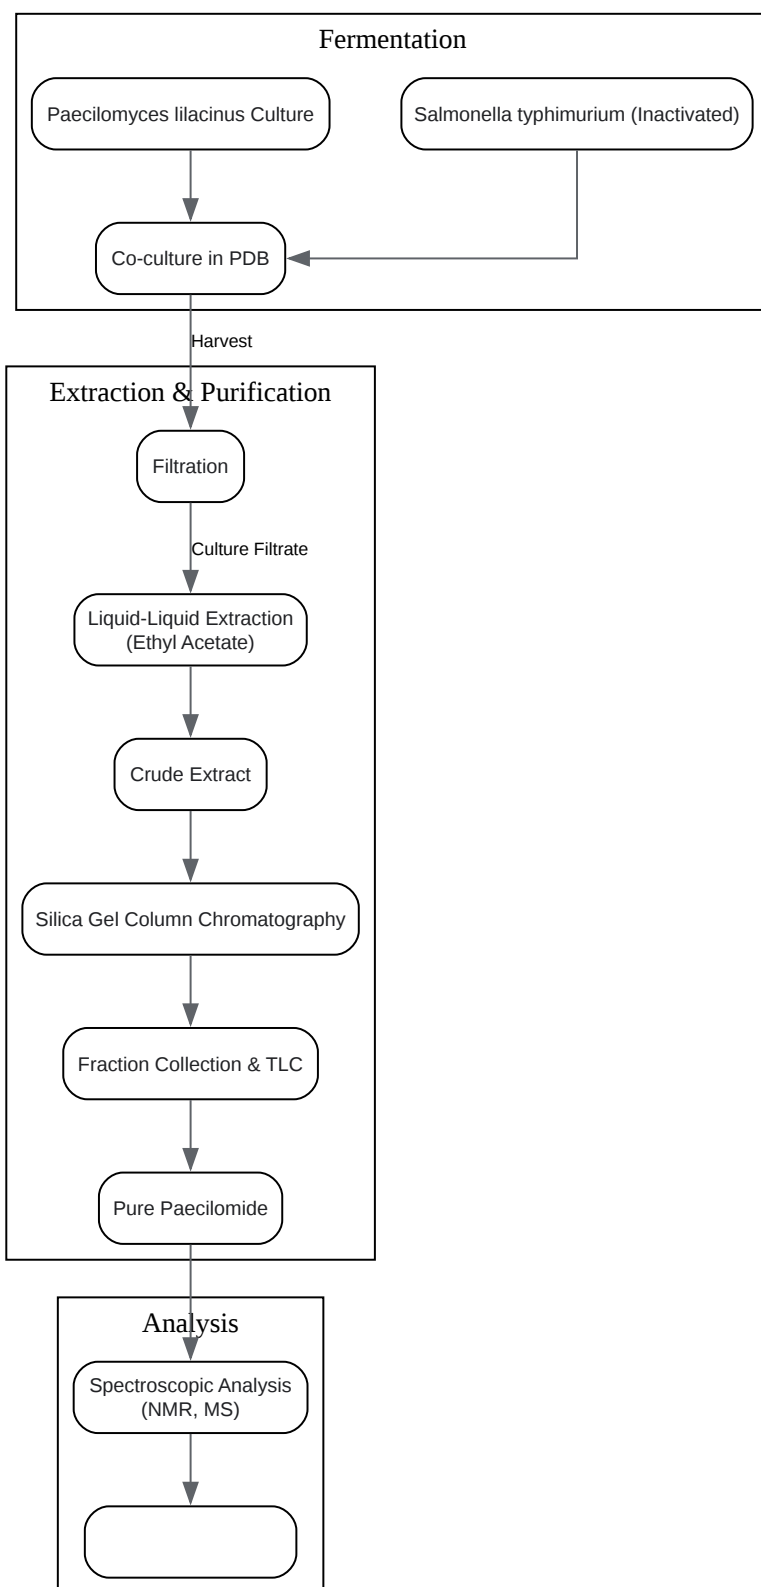 Fermentation
Paecilomyces lilacinus Culture
Salmonella typhimurium (Inactivated)
Co-culture in PDB
Harvest
Extraction & Purification
Filtration
Culture Filtrate
Liquid-Liquid Extraction
(Ethyl Acetate)
Crude Extract
Silica Gel Column Chromatography
Fraction Collection & TLC
Pure Paecilomide
Analysis
Spectroscopic Analysis
(NMR, MS)